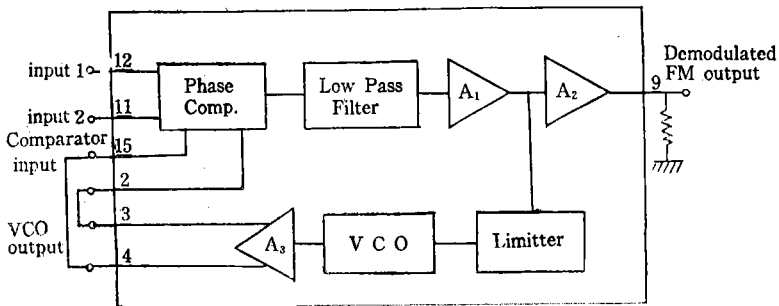 input 1
12
input 2
11
Comparator
input
15
2
3
VCO
output
4
Phase
Comp.
Low Pass
Filter
A₁
A₂
9
Demodulated
FM output
A₃
V C O
Limitter